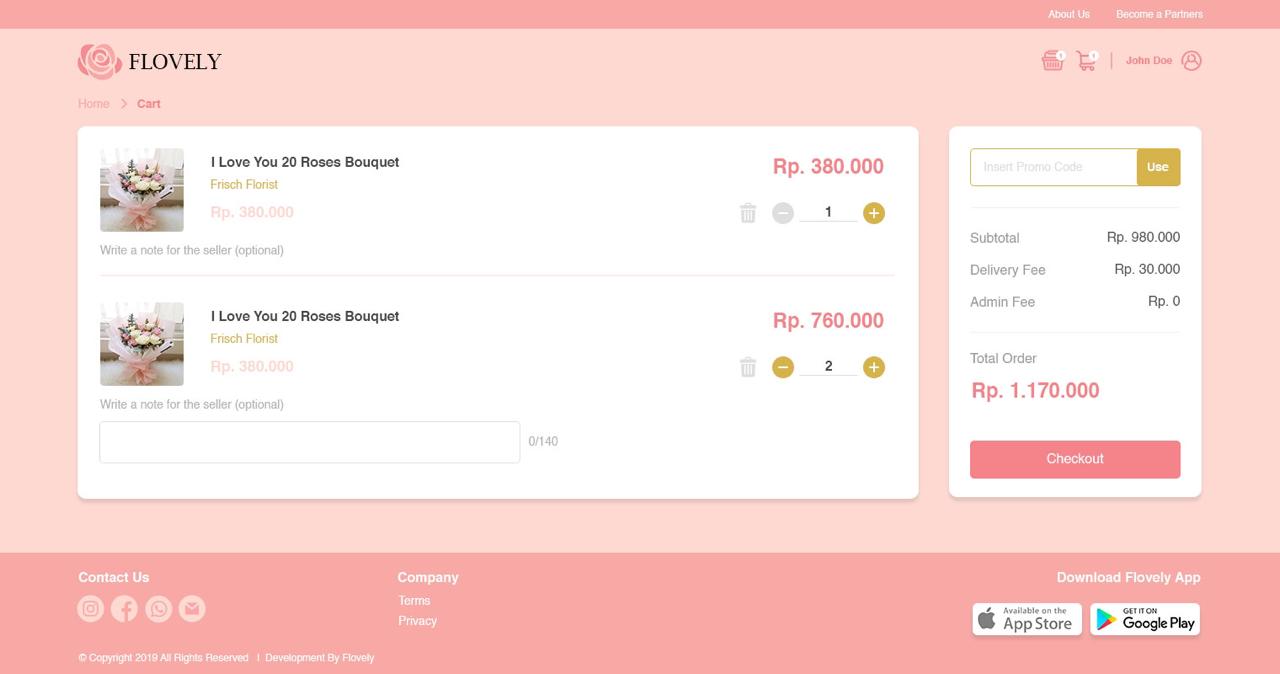 About Us Become a Partners
FLOVELY
1 1 John Doe
Home > Cart
I Love You 20 Roses Bouquet
Frisch Florist
Rp. 380.000
Rp. 380.000
1
Write a note for the seller (optional)
I Love You 20 Roses Bouquet
Frisch Florist
Rp. 380.000
Rp. 760.000
2
Write a note for the seller (optional)
0/140
Insert Promo Code Use
Subtotal Rp. 980.000
Delivery Fee Rp. 30.000
Admin Fee Rp. 0
Total Order
Rp. 1.170.000
Checkout
Contact Us
Company
Terms
Privacy
Download Flovely App
Available on the
App Store
GET IT ON
Google Play
© Copyright 2019 All Rights Reserved | Development By Flovely